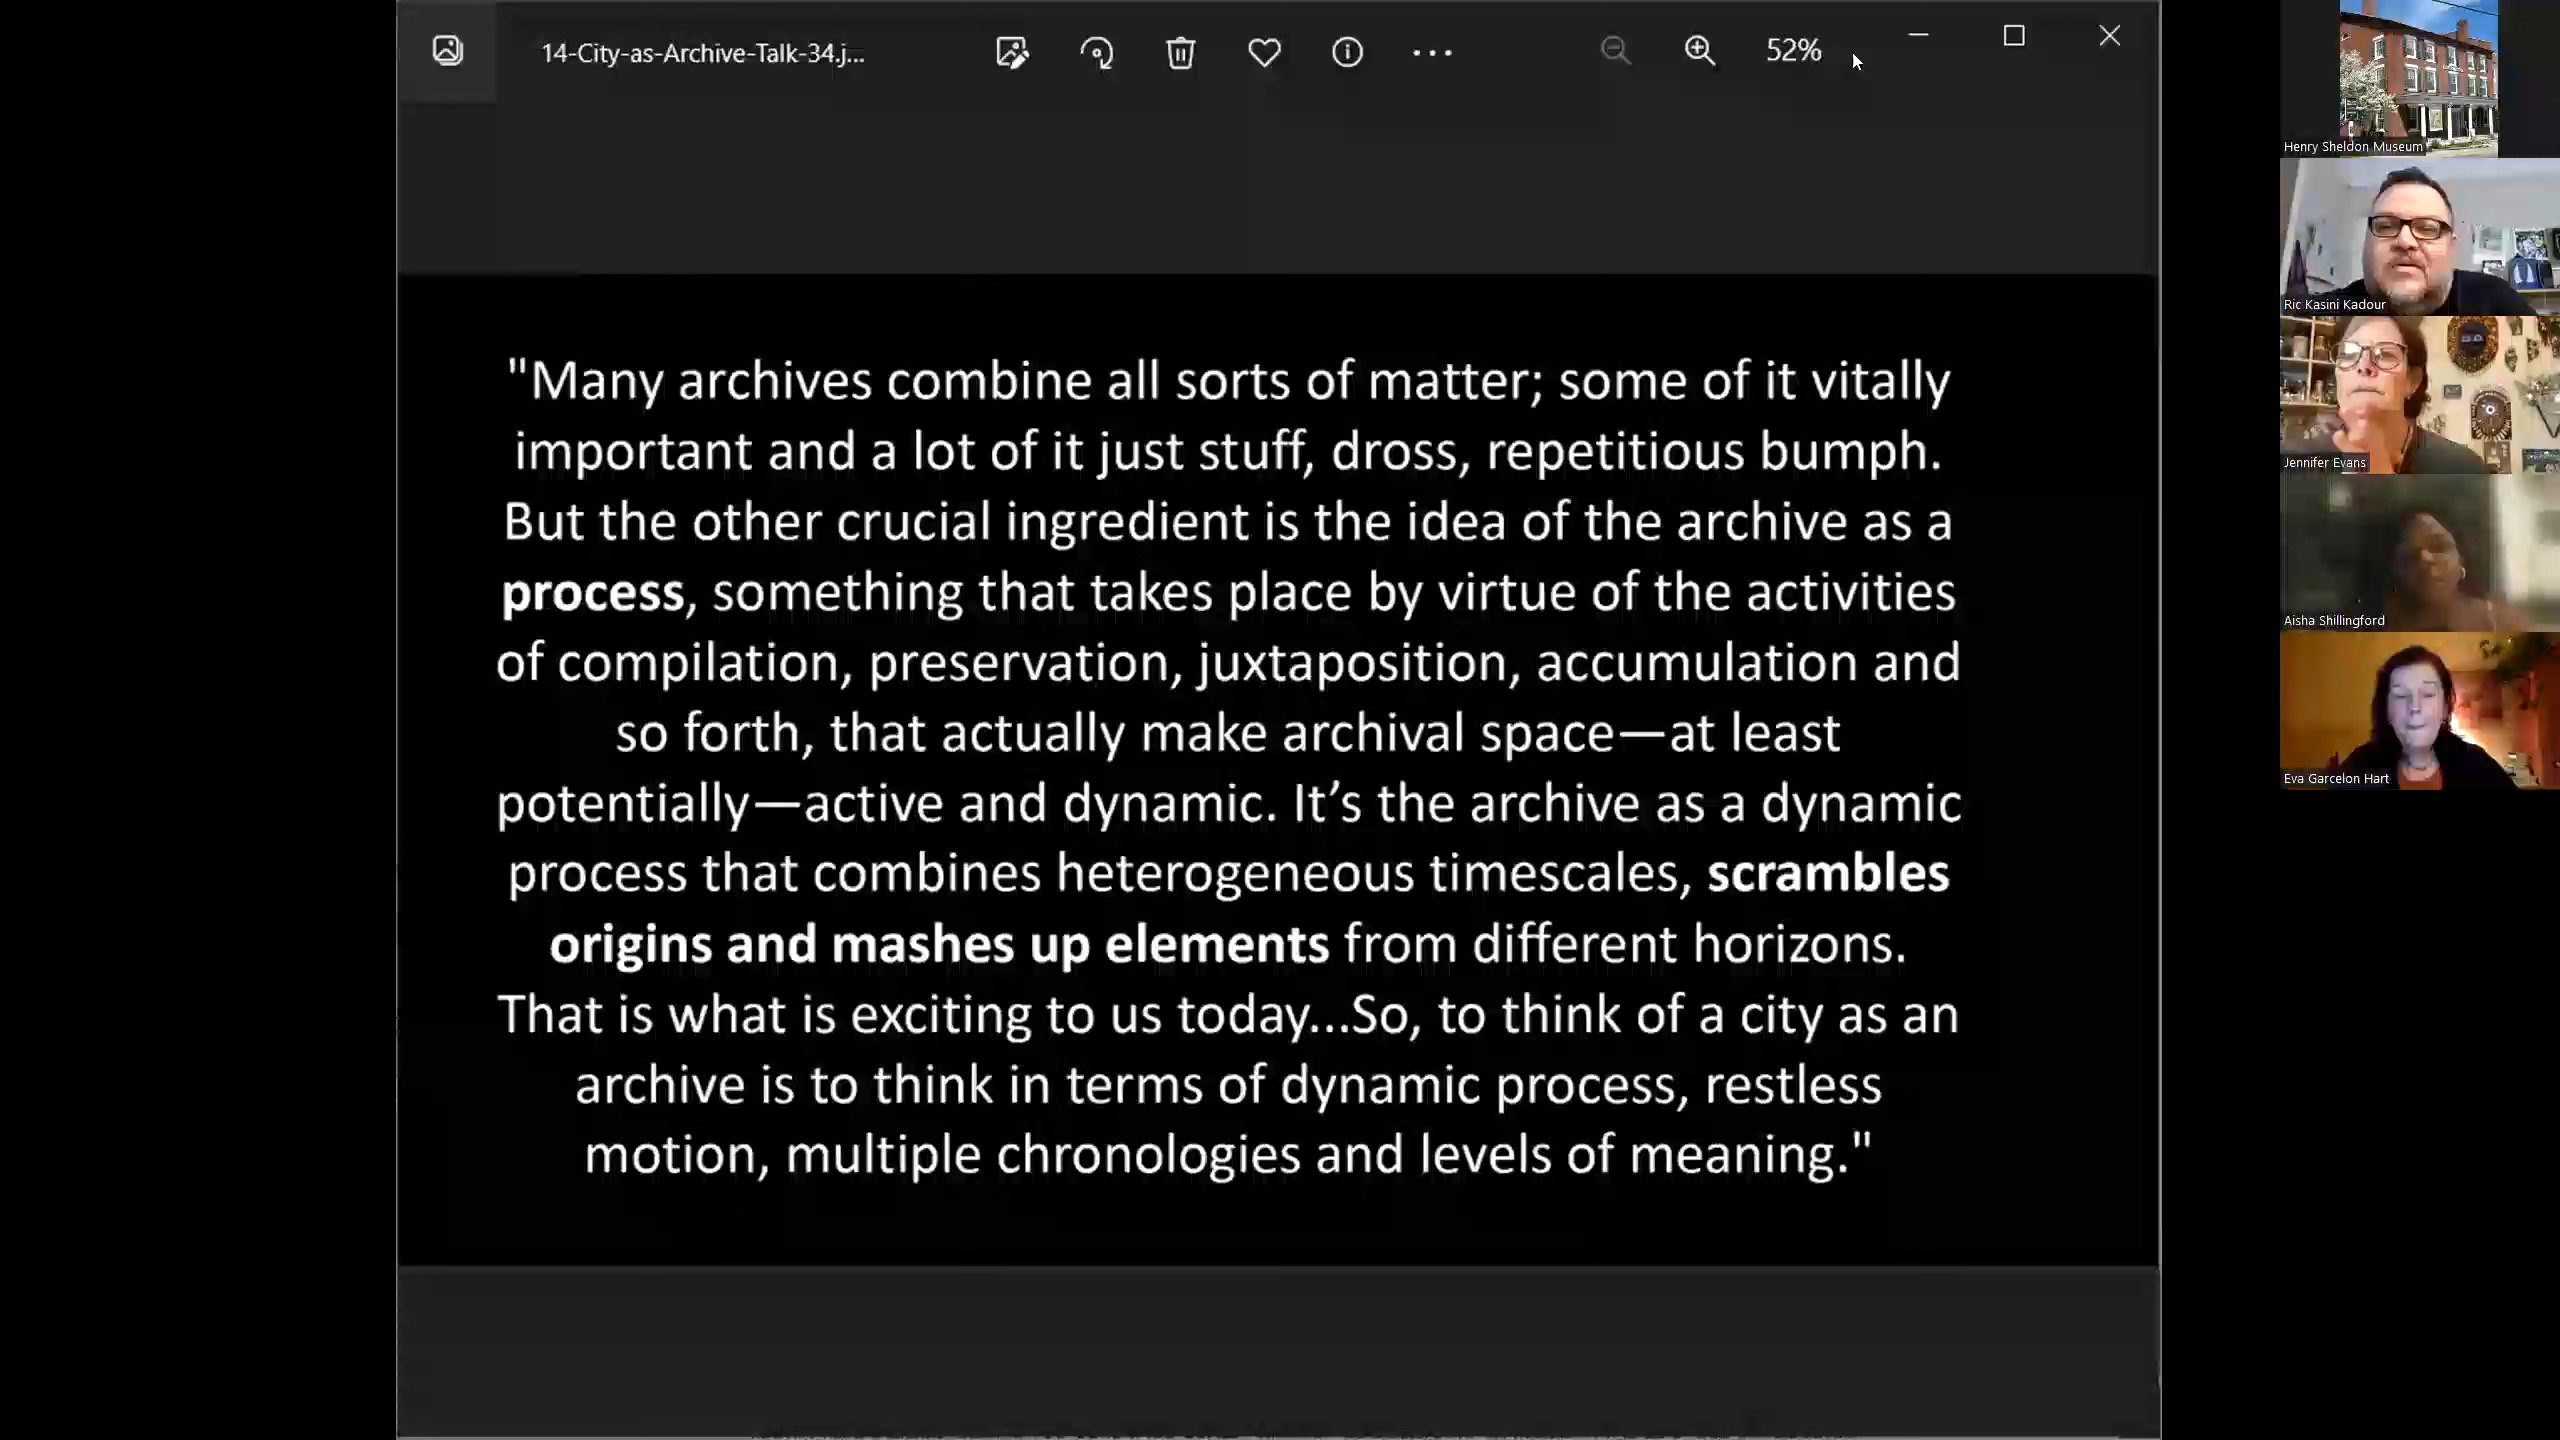 14-City-as-Archive-Talk-34.j...
52%
"Many archives combine all sorts of matter; some of it vitally
important and a lot of it just stuff, dross, repetitious bumph.
But the other crucial ingredient is the idea of the archive as a
process, something that takes place by virtue of the activities
of compilation, preservation, juxtaposition, accumulation and
so forth, that actually make archival space—at least
potentially—active and dynamic. It’s the archive as a dynamic
process that combines heterogeneous timescales, scrambles
origins and mashes up elements from different horizons.
That is what is exciting to us today...So, to think of a city as an
archive is to think in terms of dynamic process, restless
motion, multiple chronologies and levels of meaning."
Henry Sheldon Museum
Ric Kasini Kadour
Jennifer Evans
Aisha Shillingford
Eva Garcelon Hart